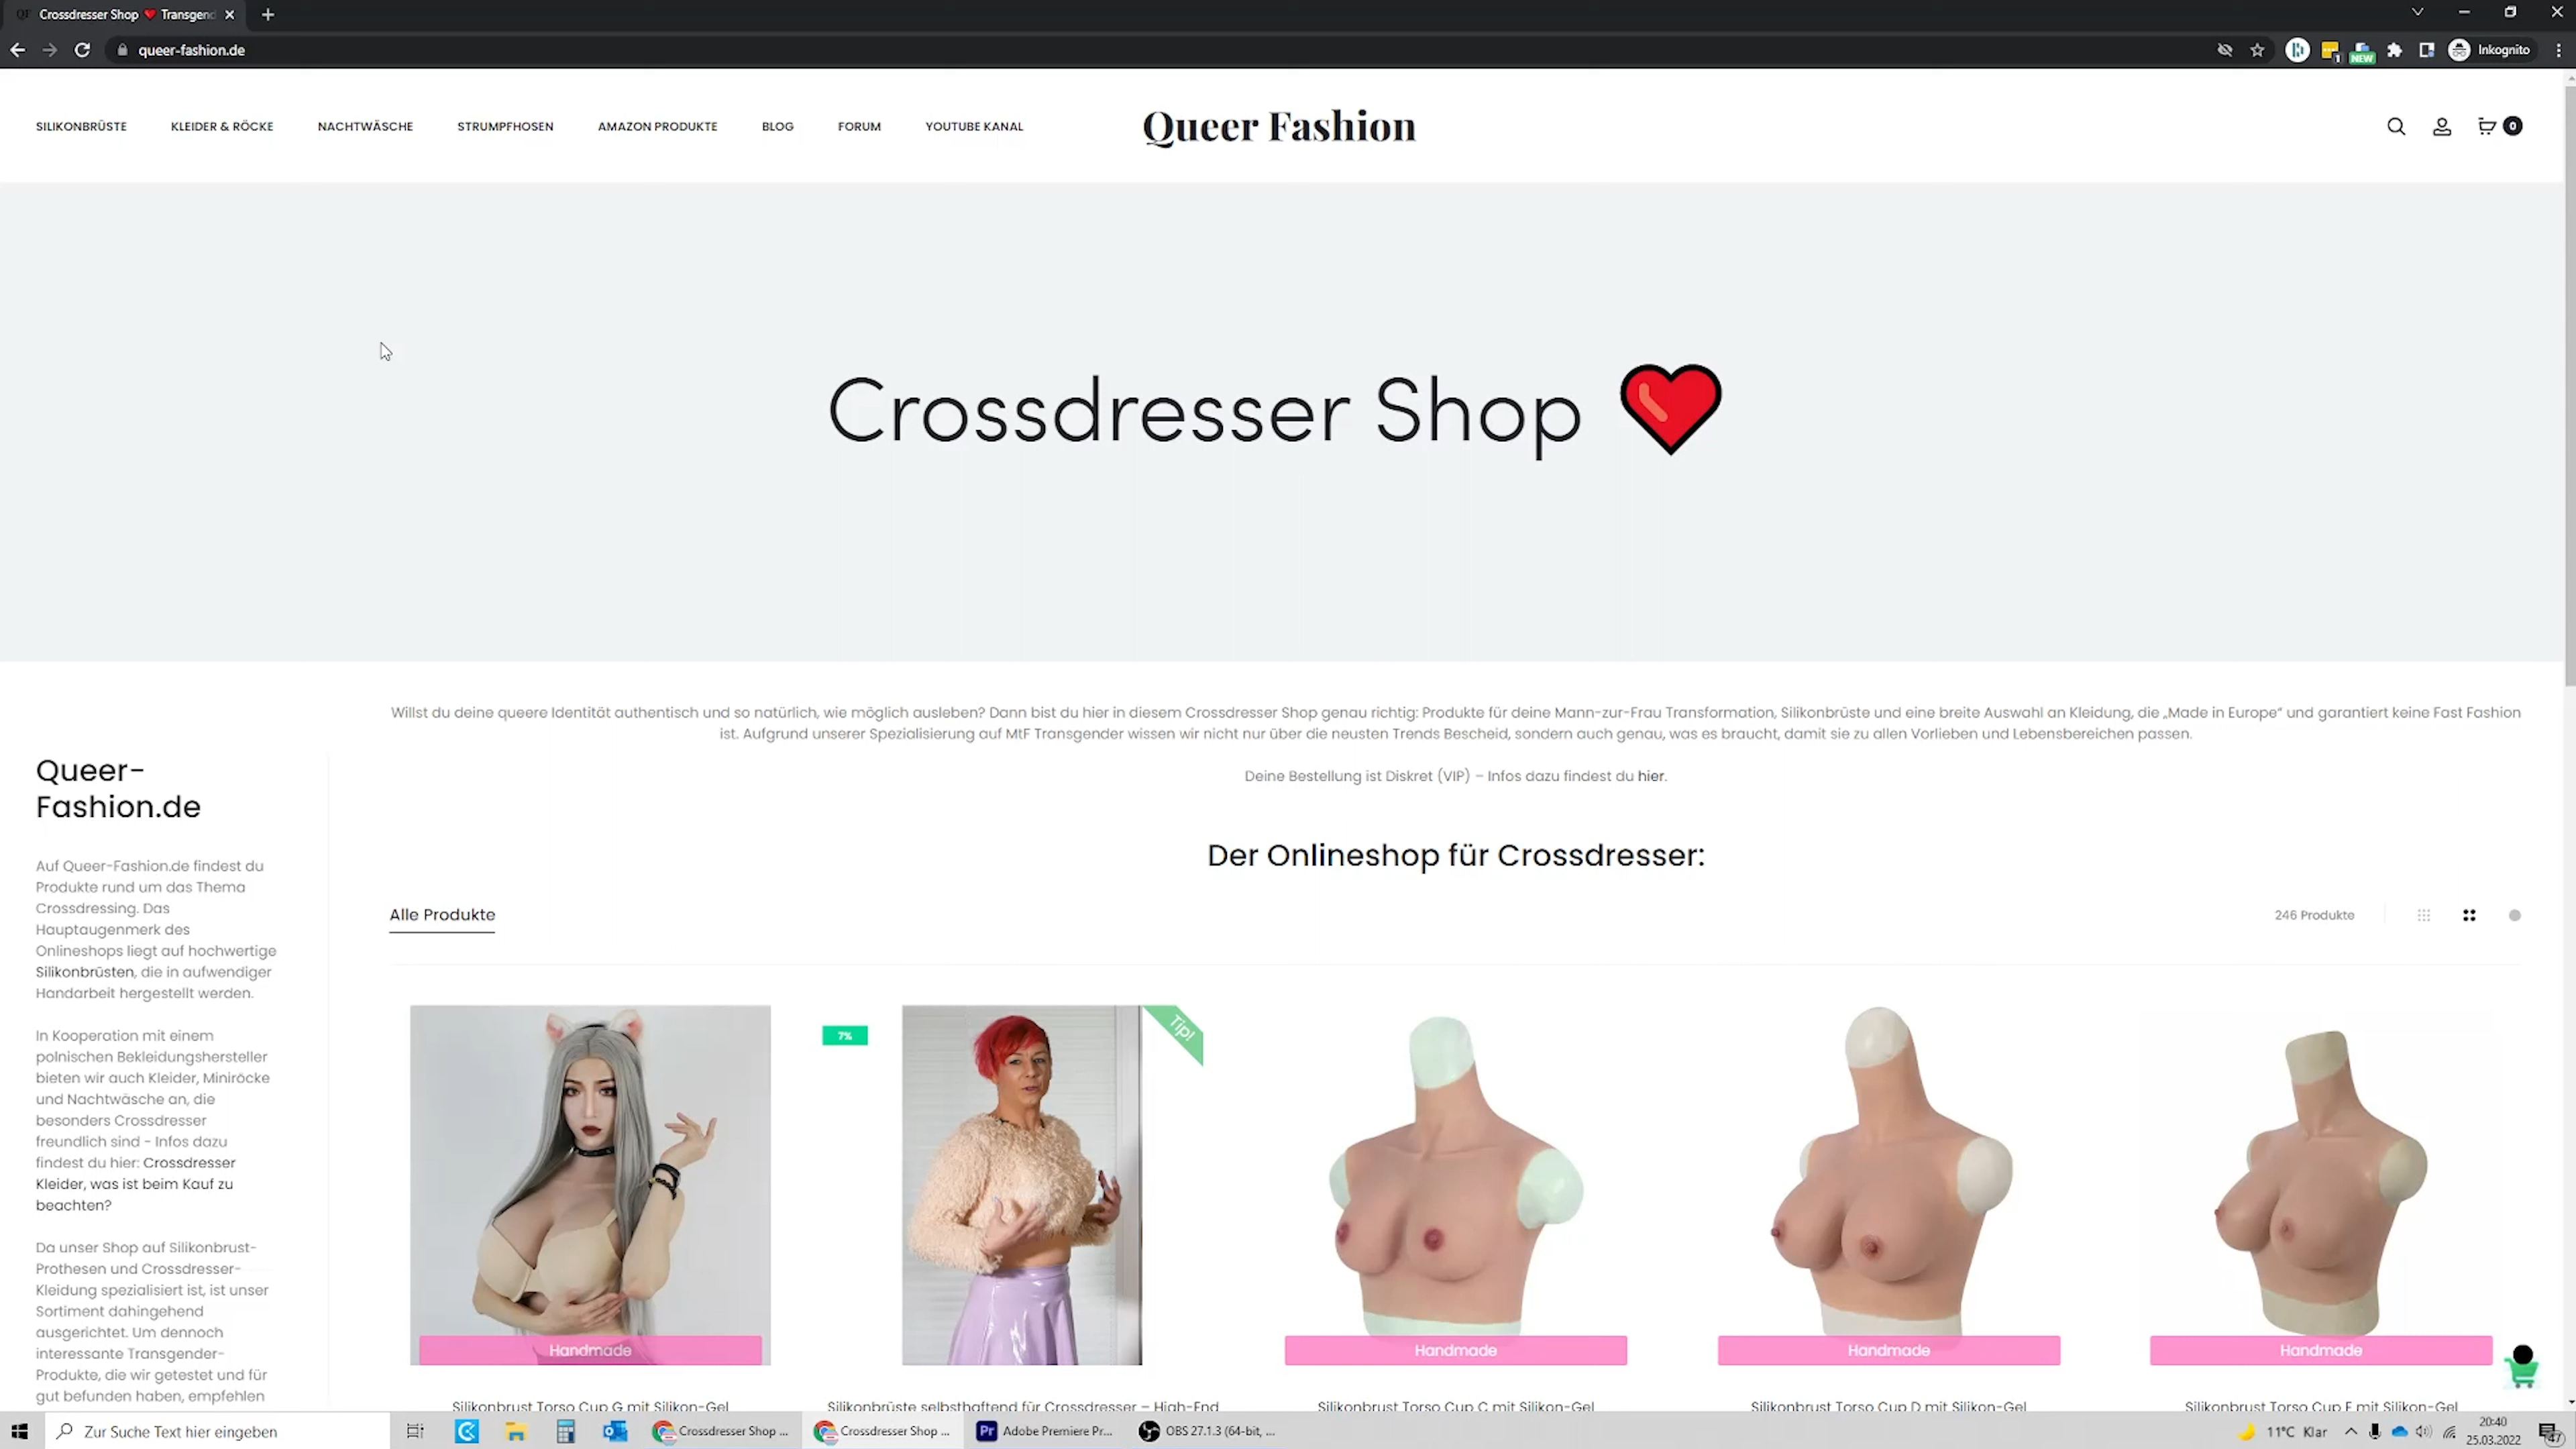 QF Crossdresser Shop ❤️ Transgend
queer-fashion.de
NEW
Inkognito
SILIKONBRÜSTE KLEIDER & RÖCKE NACHTWÄSCHE STRUMPFHOSEN AMAZON PRODUKTE BLOG FORUM YOUTUBE KANAL
Queer Fashion
0
Crossdresser Shop ❤️
Willst du deine queere Identität authentisch und so natürlich, wie möglich ausleben? Dann bist du hier in diesem Crossdresser Shop genau richtig: Produkte für deine Mann-zur-Frau Transformation, Silikonbrüste und eine breite Auswahl an Kleidung, die „Made in Europe“ und garantiert keine Fast Fashion
ist. Aufgrund unserer Spezialisierung auf MtF Transgender wissen wir nicht nur über die neusten Trends Bescheid, sondern auch genau, was es braucht, damit sie zu allen Vorlieben und Lebensbereichen passen.
Deine Bestellung ist Diskret (VIP) – Infos dazu findest du hier.
Queer-
Fashion.de
Auf Queer-Fashion.de findest du
Produkte rund um das Thema
Crossdressing. Das
Hauptaugenmerk des
Onlineshops liegt auf hochwertige
Silikonbrüsten, die in aufwendiger
Handarbeit hergestellt werden.
In Kooperation mit einem
polnischen Bekleidungshersteller
bieten wir auch Kleider, Miniröcke
und Nachtwäsche an, die
besonders Crossdresser
freundlich sind - Infos dazu
findest du hier: Crossdresser
Kleider, was ist beim Kauf zu
beachten?
Da unser Shop auf Silikonbrust-
Prothesen und Crossdresser-
Kleidung spezialisiert ist, ist unser
Sortiment dahingehend
ausgerichtet. Um dennoch
interessante Transgender-
Produkte, die wir getestet und für
gut befunden haben, empfehlen
Der Onlineshop für Crossdresser:
Alle Produkte
246 Produkte
7%
Tip!
Handmade
Handmade
Handmade
Handmade
Silikonbrust Torso Cup G mit Silikon-Gel
Silikonbrüste selbsthaftend für Crossdresser – High-End
Silikonbrust Torso Cup C mit Silikon-Gel
Silikonbrust Torso Cup D mit Silikon-Gel
Silikonbrust Torso Cup E mit Silikon-Gel
Zur Suche Text hier eingeben
Crossdresser Shop ...
Crossdresser Shop ...
Pr Adobe Premiere Pr...
OBS 27.1.3 (64-bit, ...
11°C Klar
20:40
25.03.2022
47